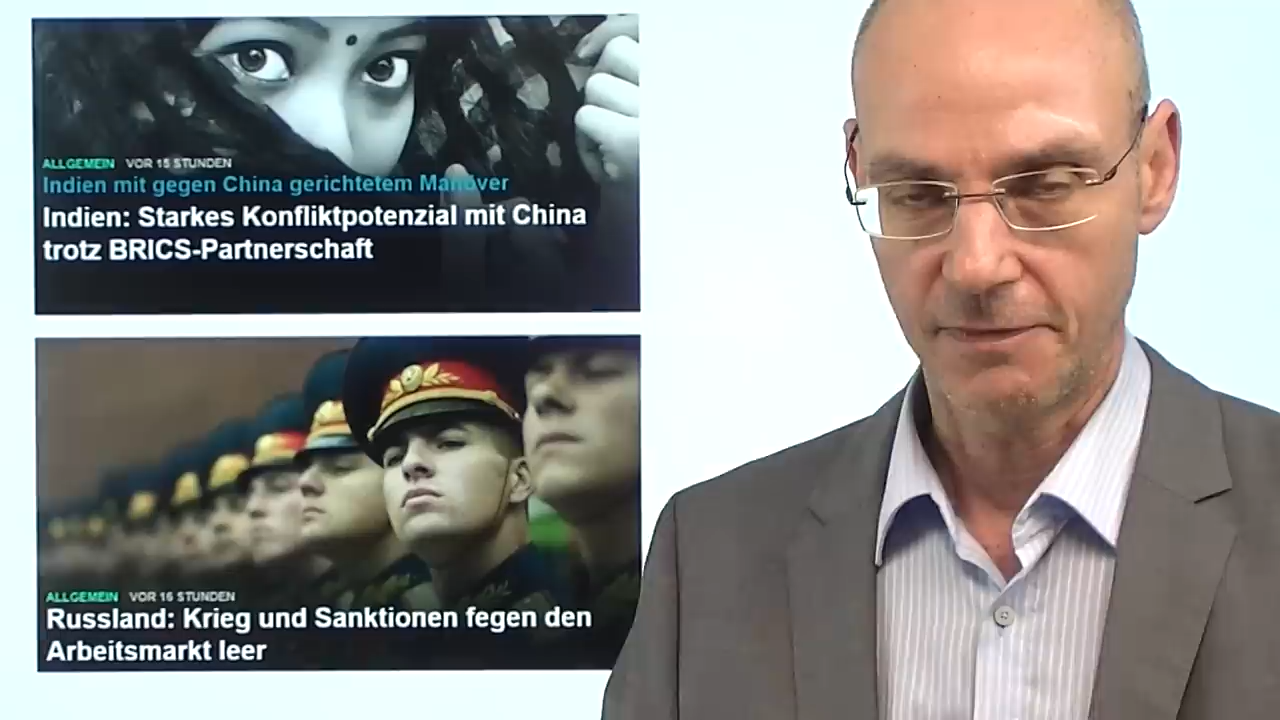 ALLGEMEIN VOR 15 STUNDEN
Indien mit gegen China gerichtetem Manöver
Indien: Starkes Konfliktpotenzial mit China
trotz BRICS-Partnerschaft
ALLGEMEIN VOR 16 STUNDEN
Russland: Krieg und Sanktionen fegen den
Arbeitsmarkt leer